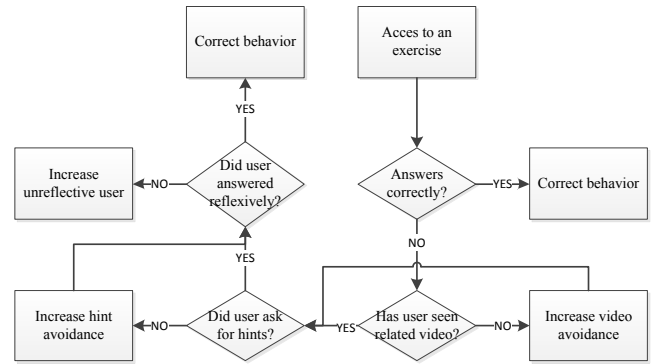 Correct behavior
Acces to an
exercise
YES
Increase
unreflective user
NO
Did user
answered
reflexively?
Answers
correctly?
YES
Correct behavior
YES
NO
Increase hint
avoidance
NO
Did user ask
for hints?
YES
Has user seen
related video?
NO
Increase video
avoidance